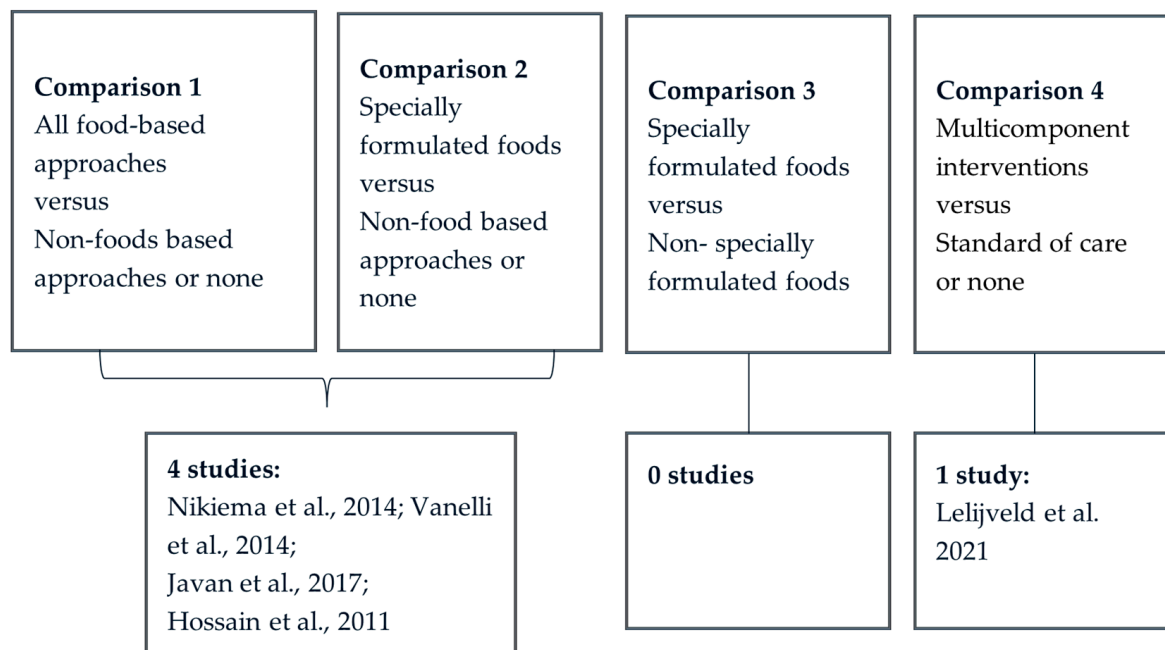 Comparison 1
All food-based
approaches
versus
Non-foods based
approaches or none
Comparison 2
Specially
formulated foods
versus
Non-food based
approaches or
none
Comparison 3
Specially
formulated foods
versus
Non- specially
formulated foods
Comparison 4
Multicomponent
interventions
versus
Standard of care
or none
4 studies:
Nikiema et al., 2014; Vanelli
et al., 2014;
Javan et al., 2017;
Hossain et al., 2011
0 studies
1 study:
Lelijveld et al.
2021